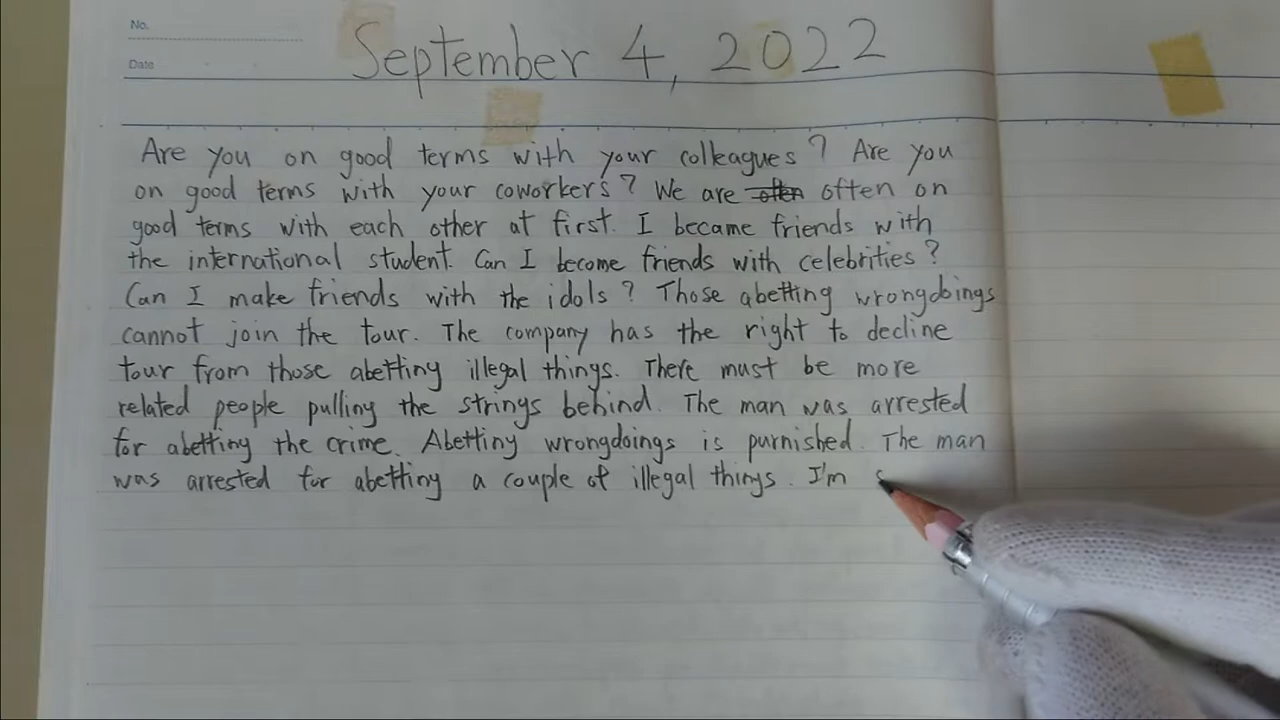 No.
Date
September 4, 2022
Are you on good terms with your colleagues? Are you
on good terms with your coworkers? We are often often on
good terms with each other at first. I became friends with
the international student. Can I become friends with celebrities?
Can I make friends with the idols? Those abetting wrongdoings
cannot join the tour. The company has the right to decline
tour from those abetting illegal things. There must be more
related people pulling the strings behind. The man was arrested
for abetting the crime. Abetting wrongdoings is purnished. The man
was arrested for abetting a couple of illegal things. I'm